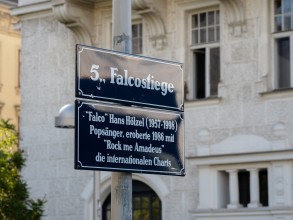 5., Falcostiege
"Falco" Hans Hölzel (1957-1998)
Popsänger, eroberte 1986 mit
"Rock me Amadeus"
die internationalen Charts